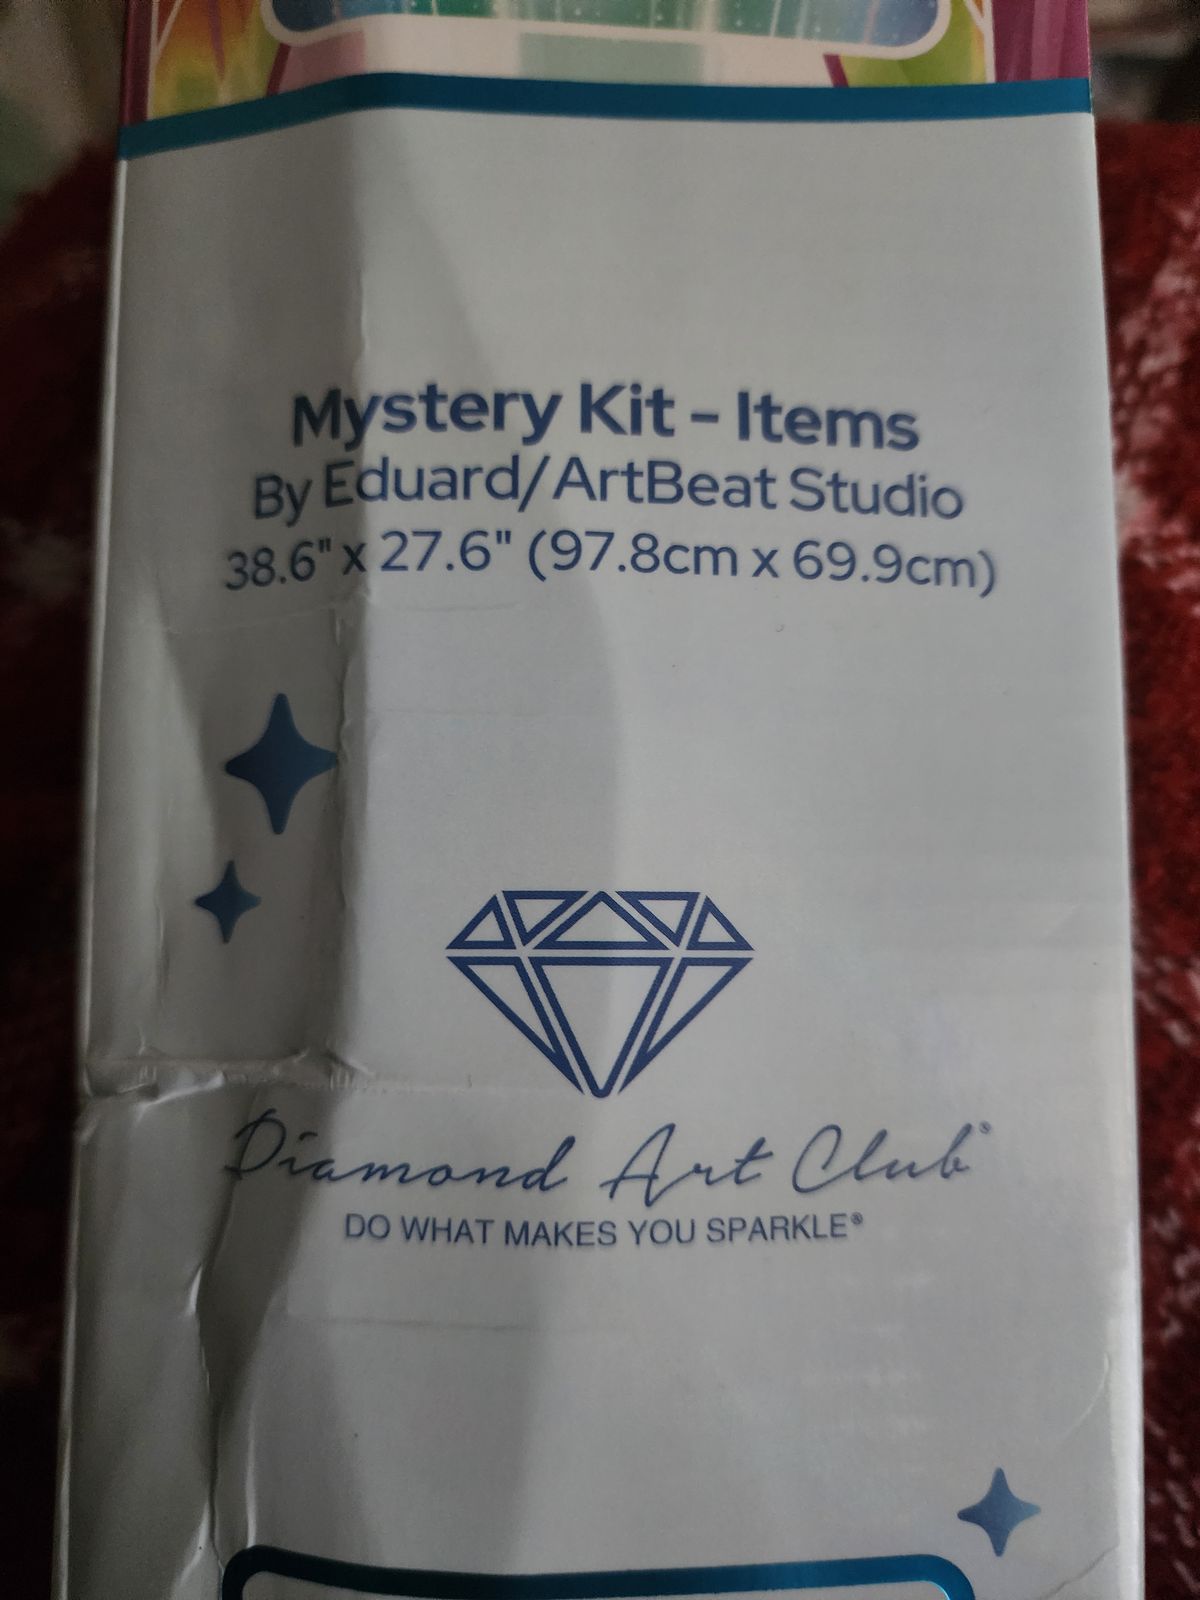 Mystery Kit - Items
By Eduard/ArtBeat Studio
38.6" x 27.6" (97.8cm x 69.9cm)
Diamond Art Club®
DO WHAT MAKES YOU SPARKLE®